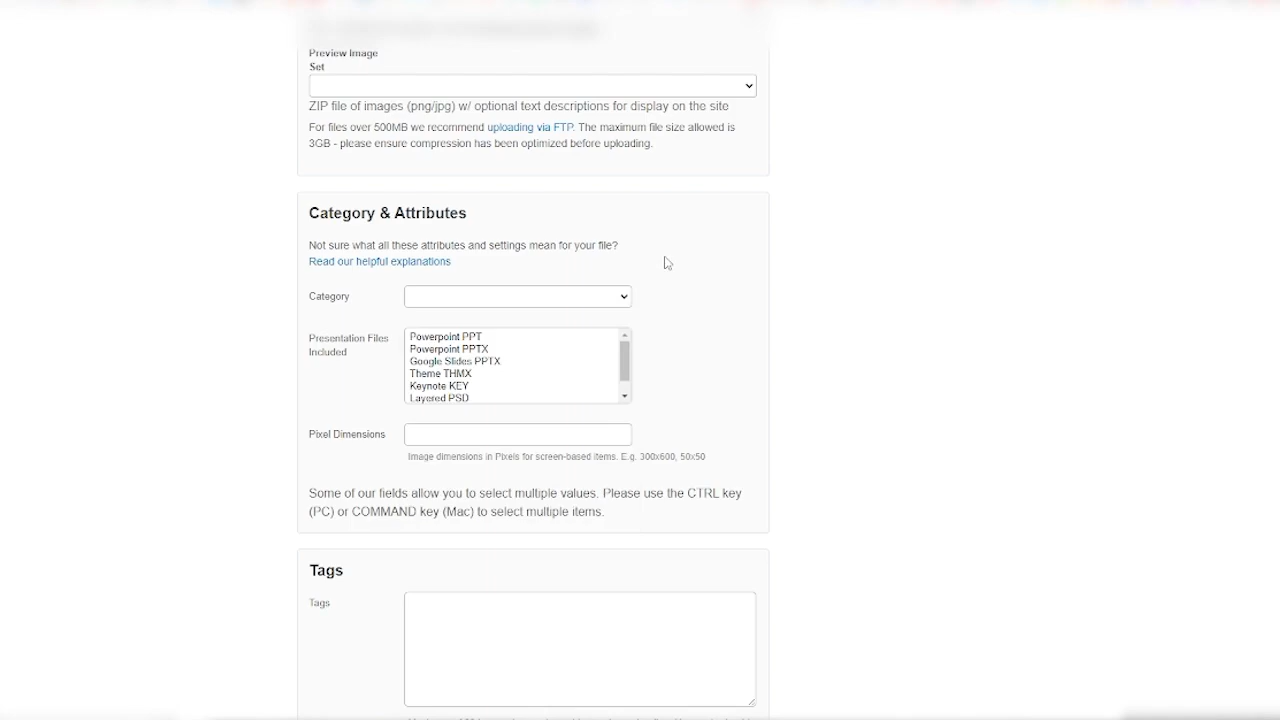 Preview Image
Set
ZIP file of images (png/jpg) w/ optional text descriptions for display on the site
For files over 500MB we recommend uploading via FTP. The maximum file size allowed is
3GB - please ensure compression has been optimized before uploading.
Category & Attributes
Not sure what all these attributes and settings mean for your file?
Read our helpful explanations
Category
Presentation Files
Included
Powerpoint PPT
Powerpoint PPTX
Google Slides PPTX
Theme THMX
Keynote KEY
Layered PSD
Pixel Dimensions
Image dimensions in Pixels for screen-based items. E.g. 300x600, 50x50
Some of our fields allow you to select multiple values. Please use the CTRL key
(PC) or COMMAND key (Mac) to select multiple items.
Tags
Tags